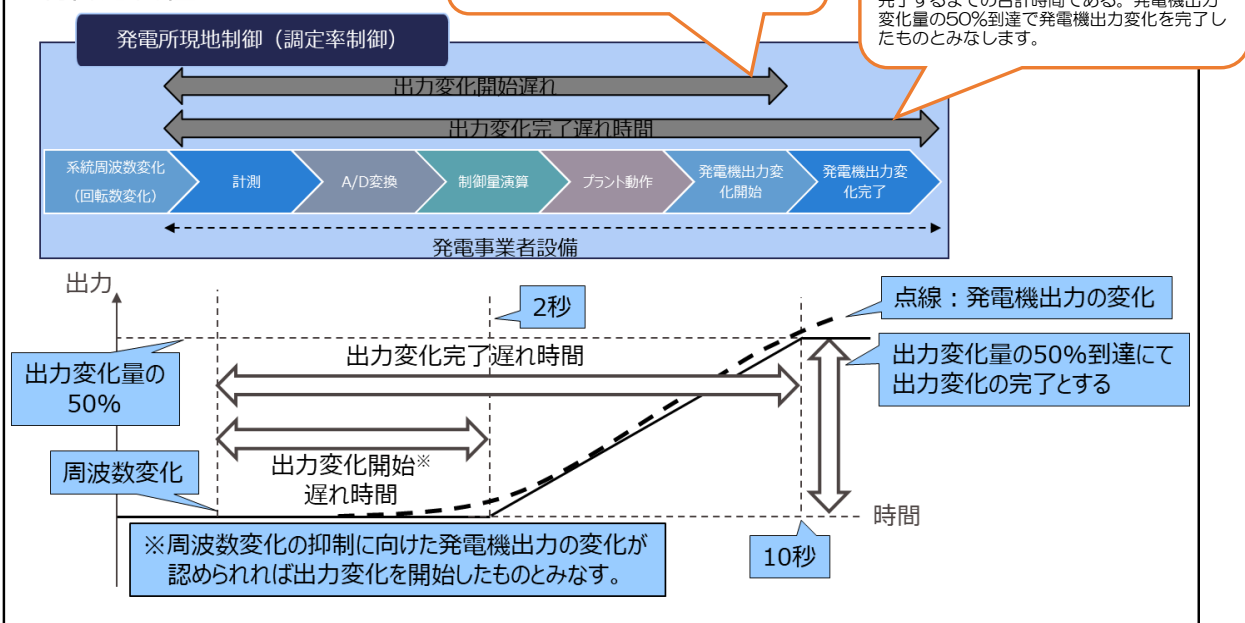 完了するまでの合計時間である。発電機出力
変化量の50%到達で発電機出力変化を完了し
たものとみなします。
発電所現地制御（調定率制御）
出力変化開始遅れ
出力変化完了遅れ時間
系統周波数変化
（回転数変化）
計測
A/D変換
制御量演算
プラント動作
発電機出力変
化開始
発電機出力変
化完了
発電事業者設備
出力
2秒
点線：発電機出力の変化
出力変化完了遅れ時間
出力変化量の
50%
出力変化量の50%到達にて
出力変化の完了とする
周波数変化
出力変化開始※
遅れ時間
時間
※周波数変化の抑制に向けた発電機出力の変化が
認められれば出力変化を開始したものとみなす。
10秒